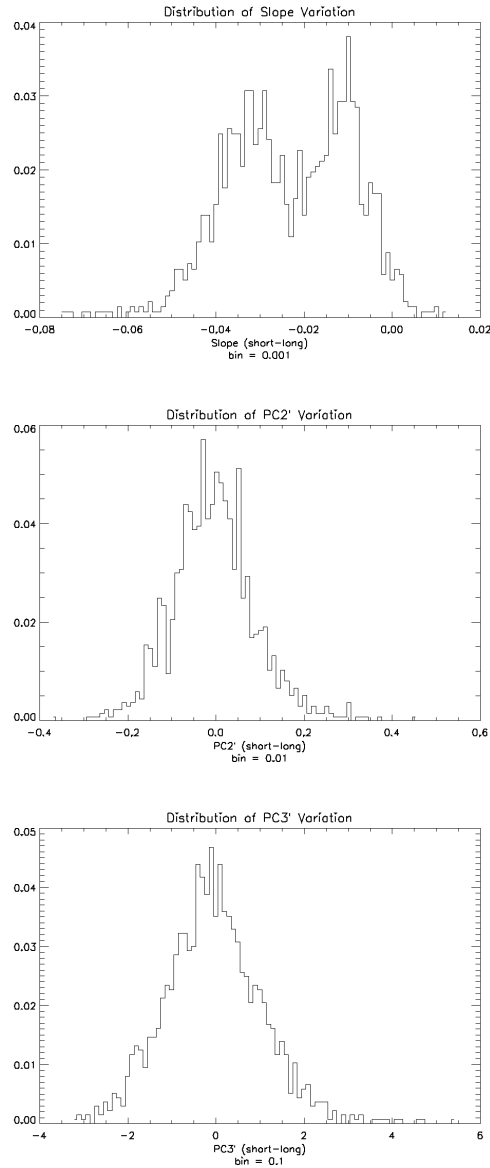 Distribution of Slope Variation
0.04
0.03
0.02
0.01
0.00
-0.08 -0.06 -0.04 -0.02 0.00 0.02
Slope (short-long)
bin = 0.001
Distribution of PC2' Variation
0.06
0.04
0.02
0.00
-0.4 -0.2 0.0 0.2 0.4 0.6
PC2' (short-long)
bin = 0.01
Distribution of PC3' Variation
0.05
0.04
0.03
0.02
0.01
0.00
-4 -2 0 2 4 6
PC3' (short-long)
bin = 0.1